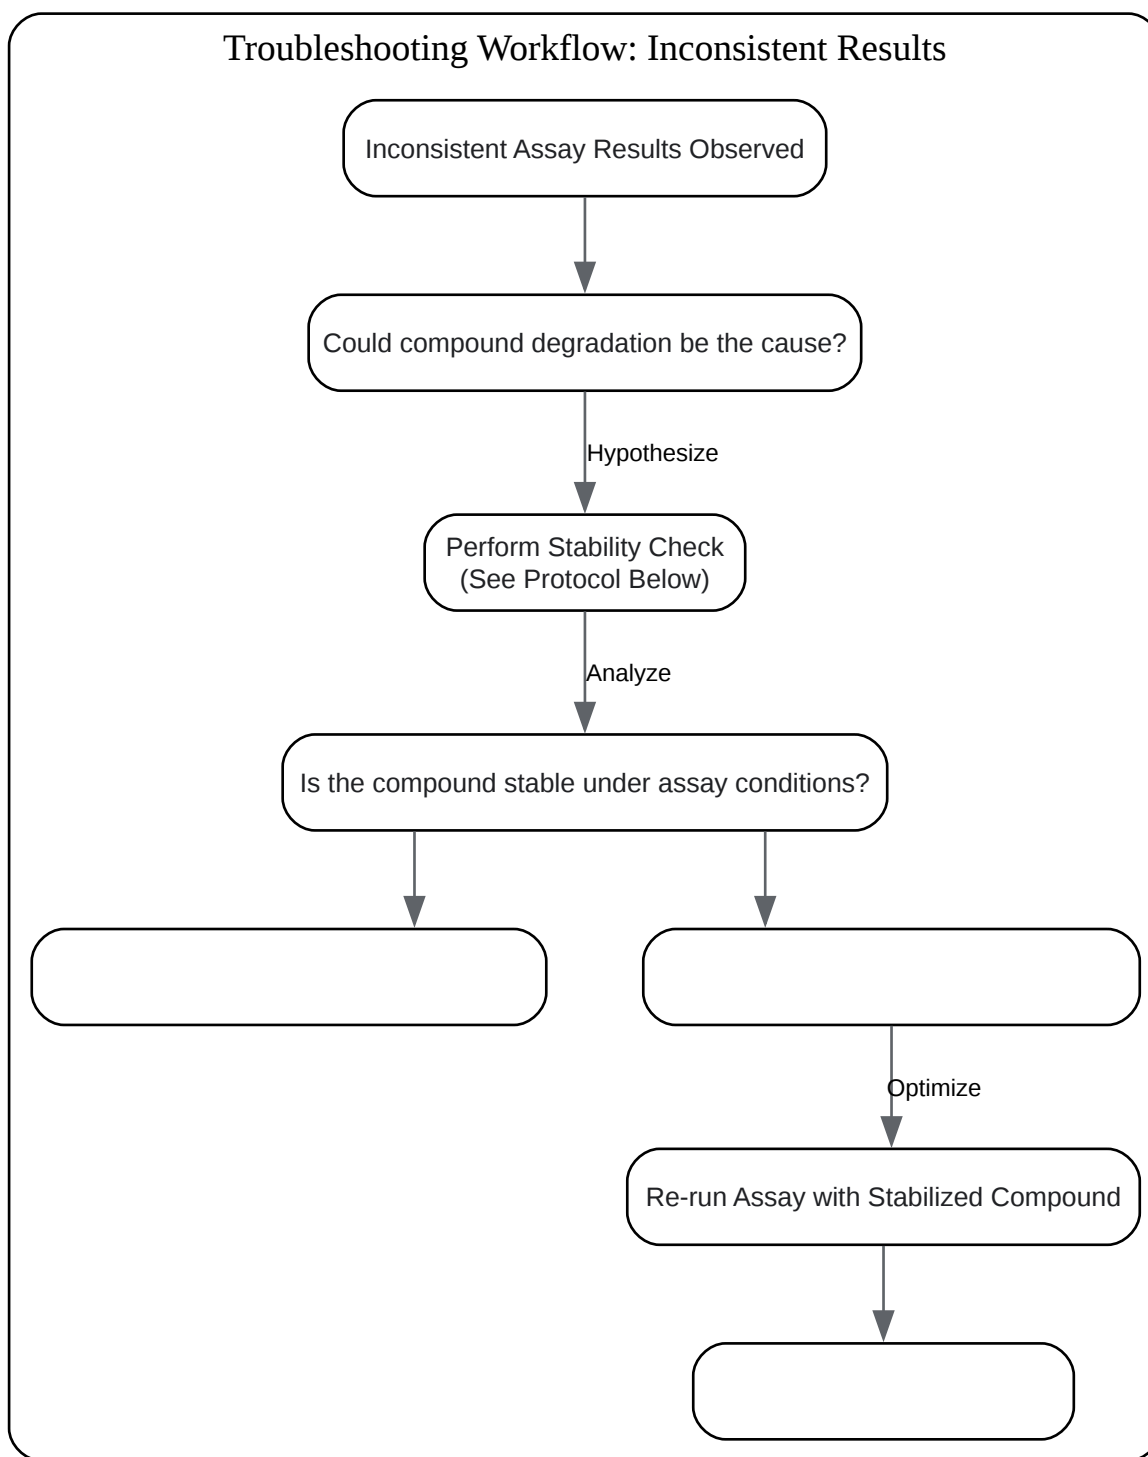 Troubleshooting Workflow: Inconsistent Results
Inconsistent Assay Results Observed
Could compound degradation be the cause?
Hypothesize
Perform Stability Check
(See Protocol Below)
Analyze
Is the compound stable under assay conditions?
Optimize
Re-run Assay with Stabilized Compound